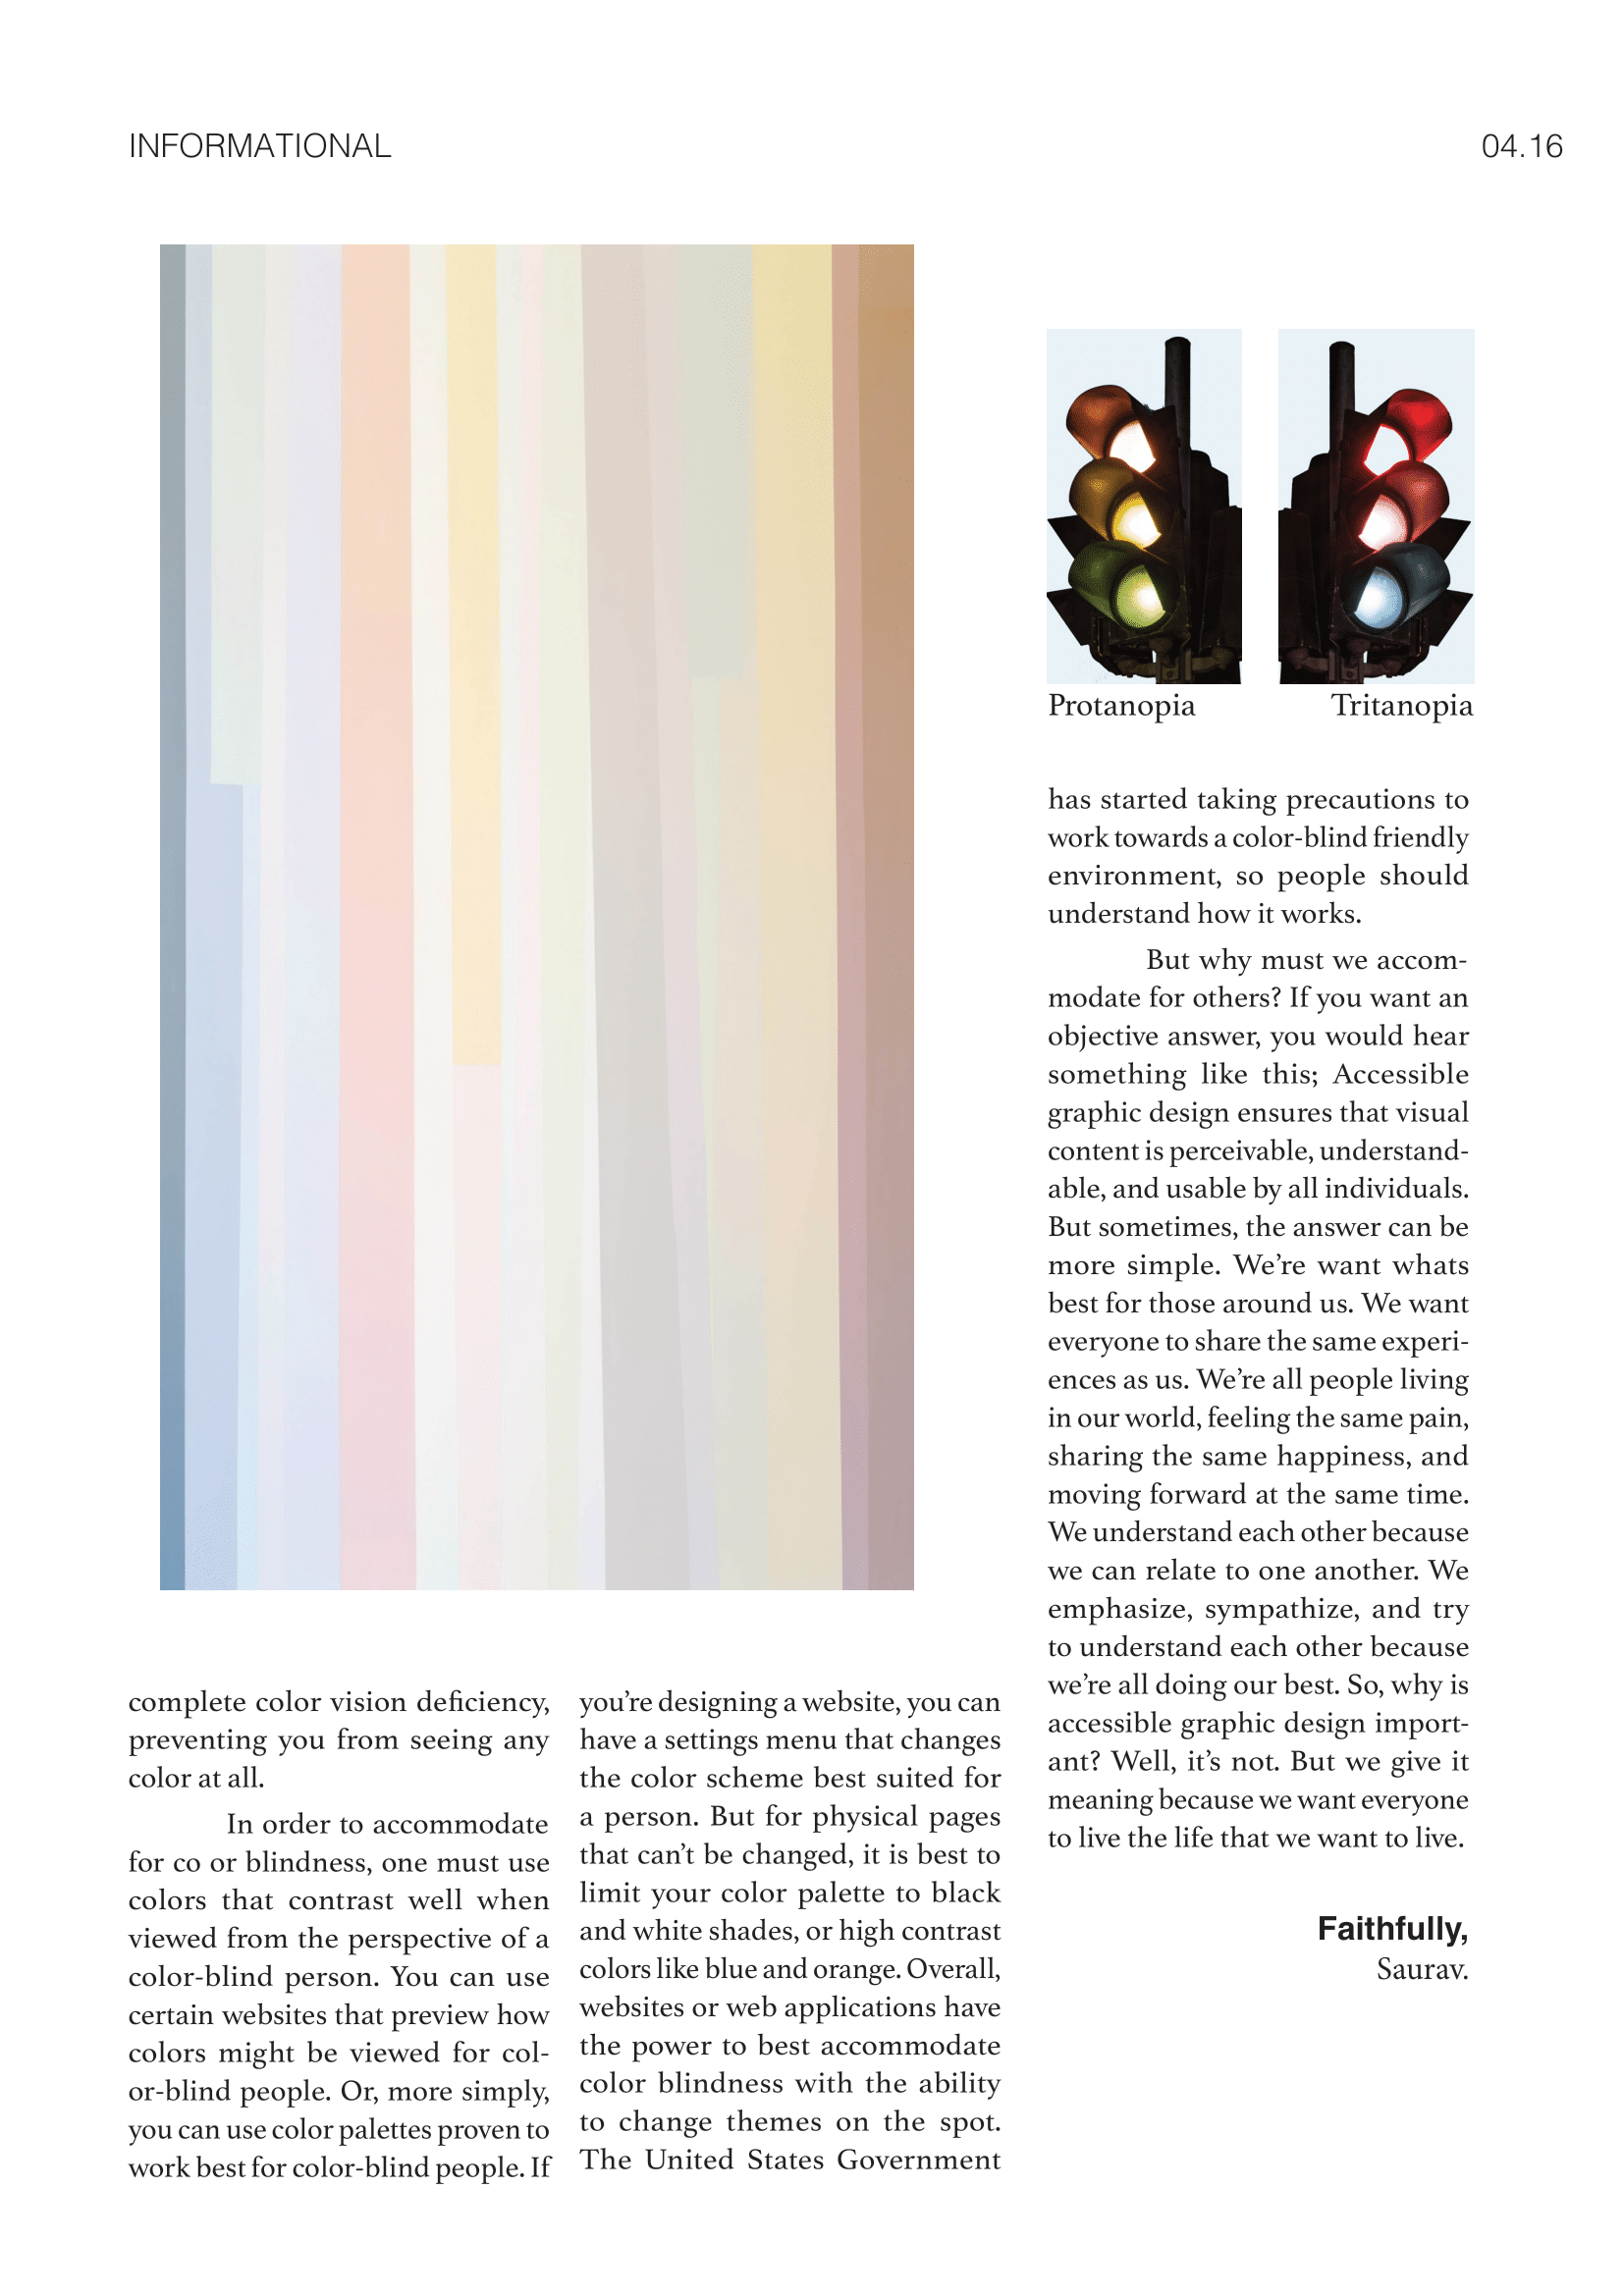 INFORMATIONAL
04.16
Protanopia
Tritanopia
complete color vision deficiency,
preventing you from seeing any
color at all.
In order to accommodate
for co or blindness, one must use
colors that contrast well when
viewed from the perspective of a
color-blind person. You can use
certain websites that preview how
colors might be viewed for col-
or-blind people. Or, more simply,
you can use color palettes proven to
work best for color-blind people. If
you’re designing a website, you can
have a settings menu that changes
the color scheme best suited for
a person. But for physical pages
that can’t be changed, it is best to
limit your color palette to black
and white shades, or high contrast
colors like blue and orange. Overall,
websites or web applications have
the power to best accommodate
color blindness with the ability
to change themes on the spot.
The United States Government
has started taking precautions to
work towards a color-blind friendly
environment, so people should
understand how it works.
But why must we accom-
modate for others? If you want an
objective answer, you would hear
something like this; Accessible
graphic design ensures that visual
content is perceivable, understand-
able, and usable by all individuals.
But sometimes, the answer can be
more simple. We’re want whats
best for those around us. We want
everyone to share the same experi-
ences as us. We’re all people living
in our world, feeling the same pain,
sharing the same happiness, and
moving forward at the same time.
We understand each other because
we can relate to one another. We
emphasize, sympathize, and try
to understand each other because
we’re all doing our best. So, why is
accessible graphic design import-
ant? Well, it’s not. But we give it
meaning because we want everyone
to live the life that we want to live.
Faithfully,
Saurav.